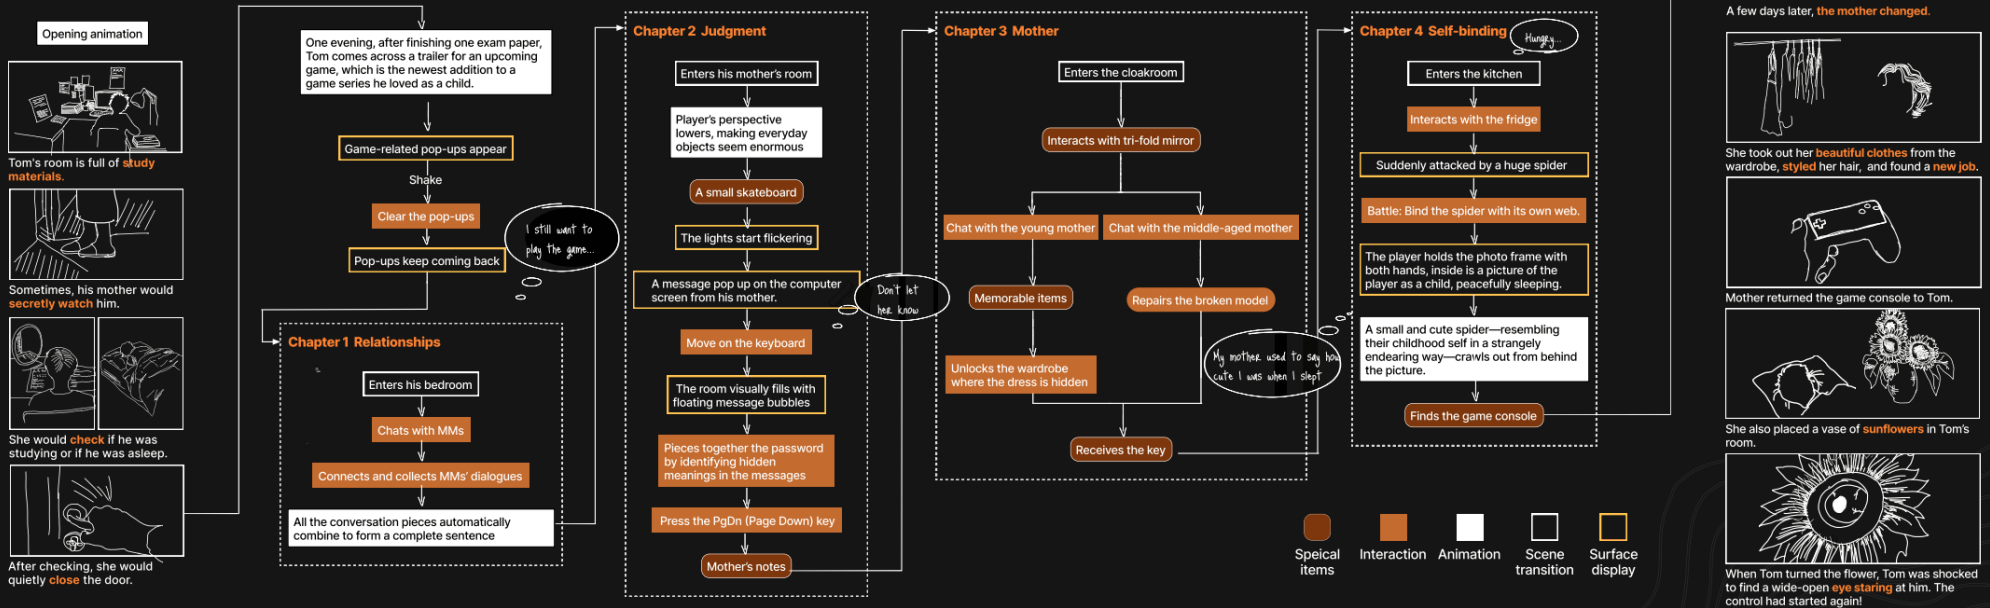 Opening animation
Tom's room is full of study
materials.
Sometimes, his mother would
secretly watch him.
She would check if he was
studying or if he was asleep.
After checking, she would
quietly close the door.
One evening, after finishing one exam paper,
Tom comes across a trailer for an upcoming
game, which is the newest addition to a
game series he loved as a child.
Game-related pop-ups appear
Shake
Clear the pop-ups
Pop-ups keep coming back
I still want to
play the game...
Chapter 1 Relationships
Enters his bedroom
Chats with MMs
Connects and collects MMs' dialogues
All the conversation pieces automatically
combine to form a complete sentence
Chapter 2 Judgment
Enters his mother's room
Player's perspective
lowers, making everyday
objects seem enormous
A small skateboard
The lights start flickering
A message pop up on the computer
screen from his mother.
Move on the keyboard
The room visually fills with
floating message bubbles
Pieces together the password
by identifying hidden
meanings in the messages
Press the PgDn (Page Down) key
Mother's notes
Don't let
her know
Chapter 3 Mother
Enters the cloakroom
Interacts with tri-fold mirror
Chat with the young mother
Chat with the middle-aged mother
Memorable items
Repairs the broken model
Unlocks the wardrobe
where the dress is hidden
Receives the key
My mother used to say how
cute I was when I slept
Chapter 4 Self-binding
Hungry...
Enters the kitchen
Interacts with the fridge
Suddenly attacked by a huge spider
Battle: Bind the spider with its own web.
The player holds the photo frame with
both hands, inside is a picture of the
player as a child, peacefully sleeping.
A small and cute spider—resembling
their childhood self in a strangely
endearing way—crawls out from behind
the picture.
Finds the game console
Speical
items
Interaction
Animation
Scene
transition
Surface
display
A few days later, the mother changed.
She took out her beautiful clothes from the
wardrobe, styled her hair, and found a new job.
Mother returned the game console to Tom.
She also placed a vase of sunflowers in Tom's
room.
When Tom turned the flower, Tom was shocked
to find a wide-open eye staring at him. The
control had started again!